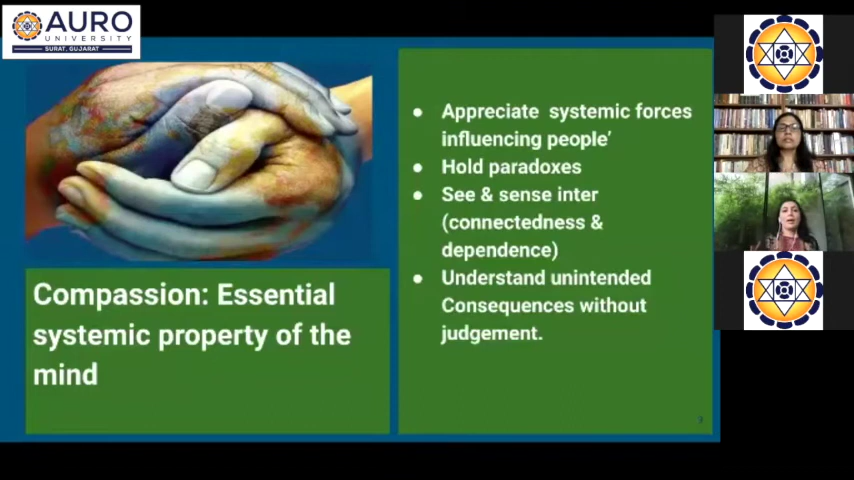 AURO
UNIVERSITY
SURAT. GUJARAT
Compassion: Essential
systemic property of the
mind
● Appreciate systemic forces
influencing people’
● Hold paradoxes
● See & sense inter
(connectedness &
dependence)
● Understand unintended
Consequences without
judgement.